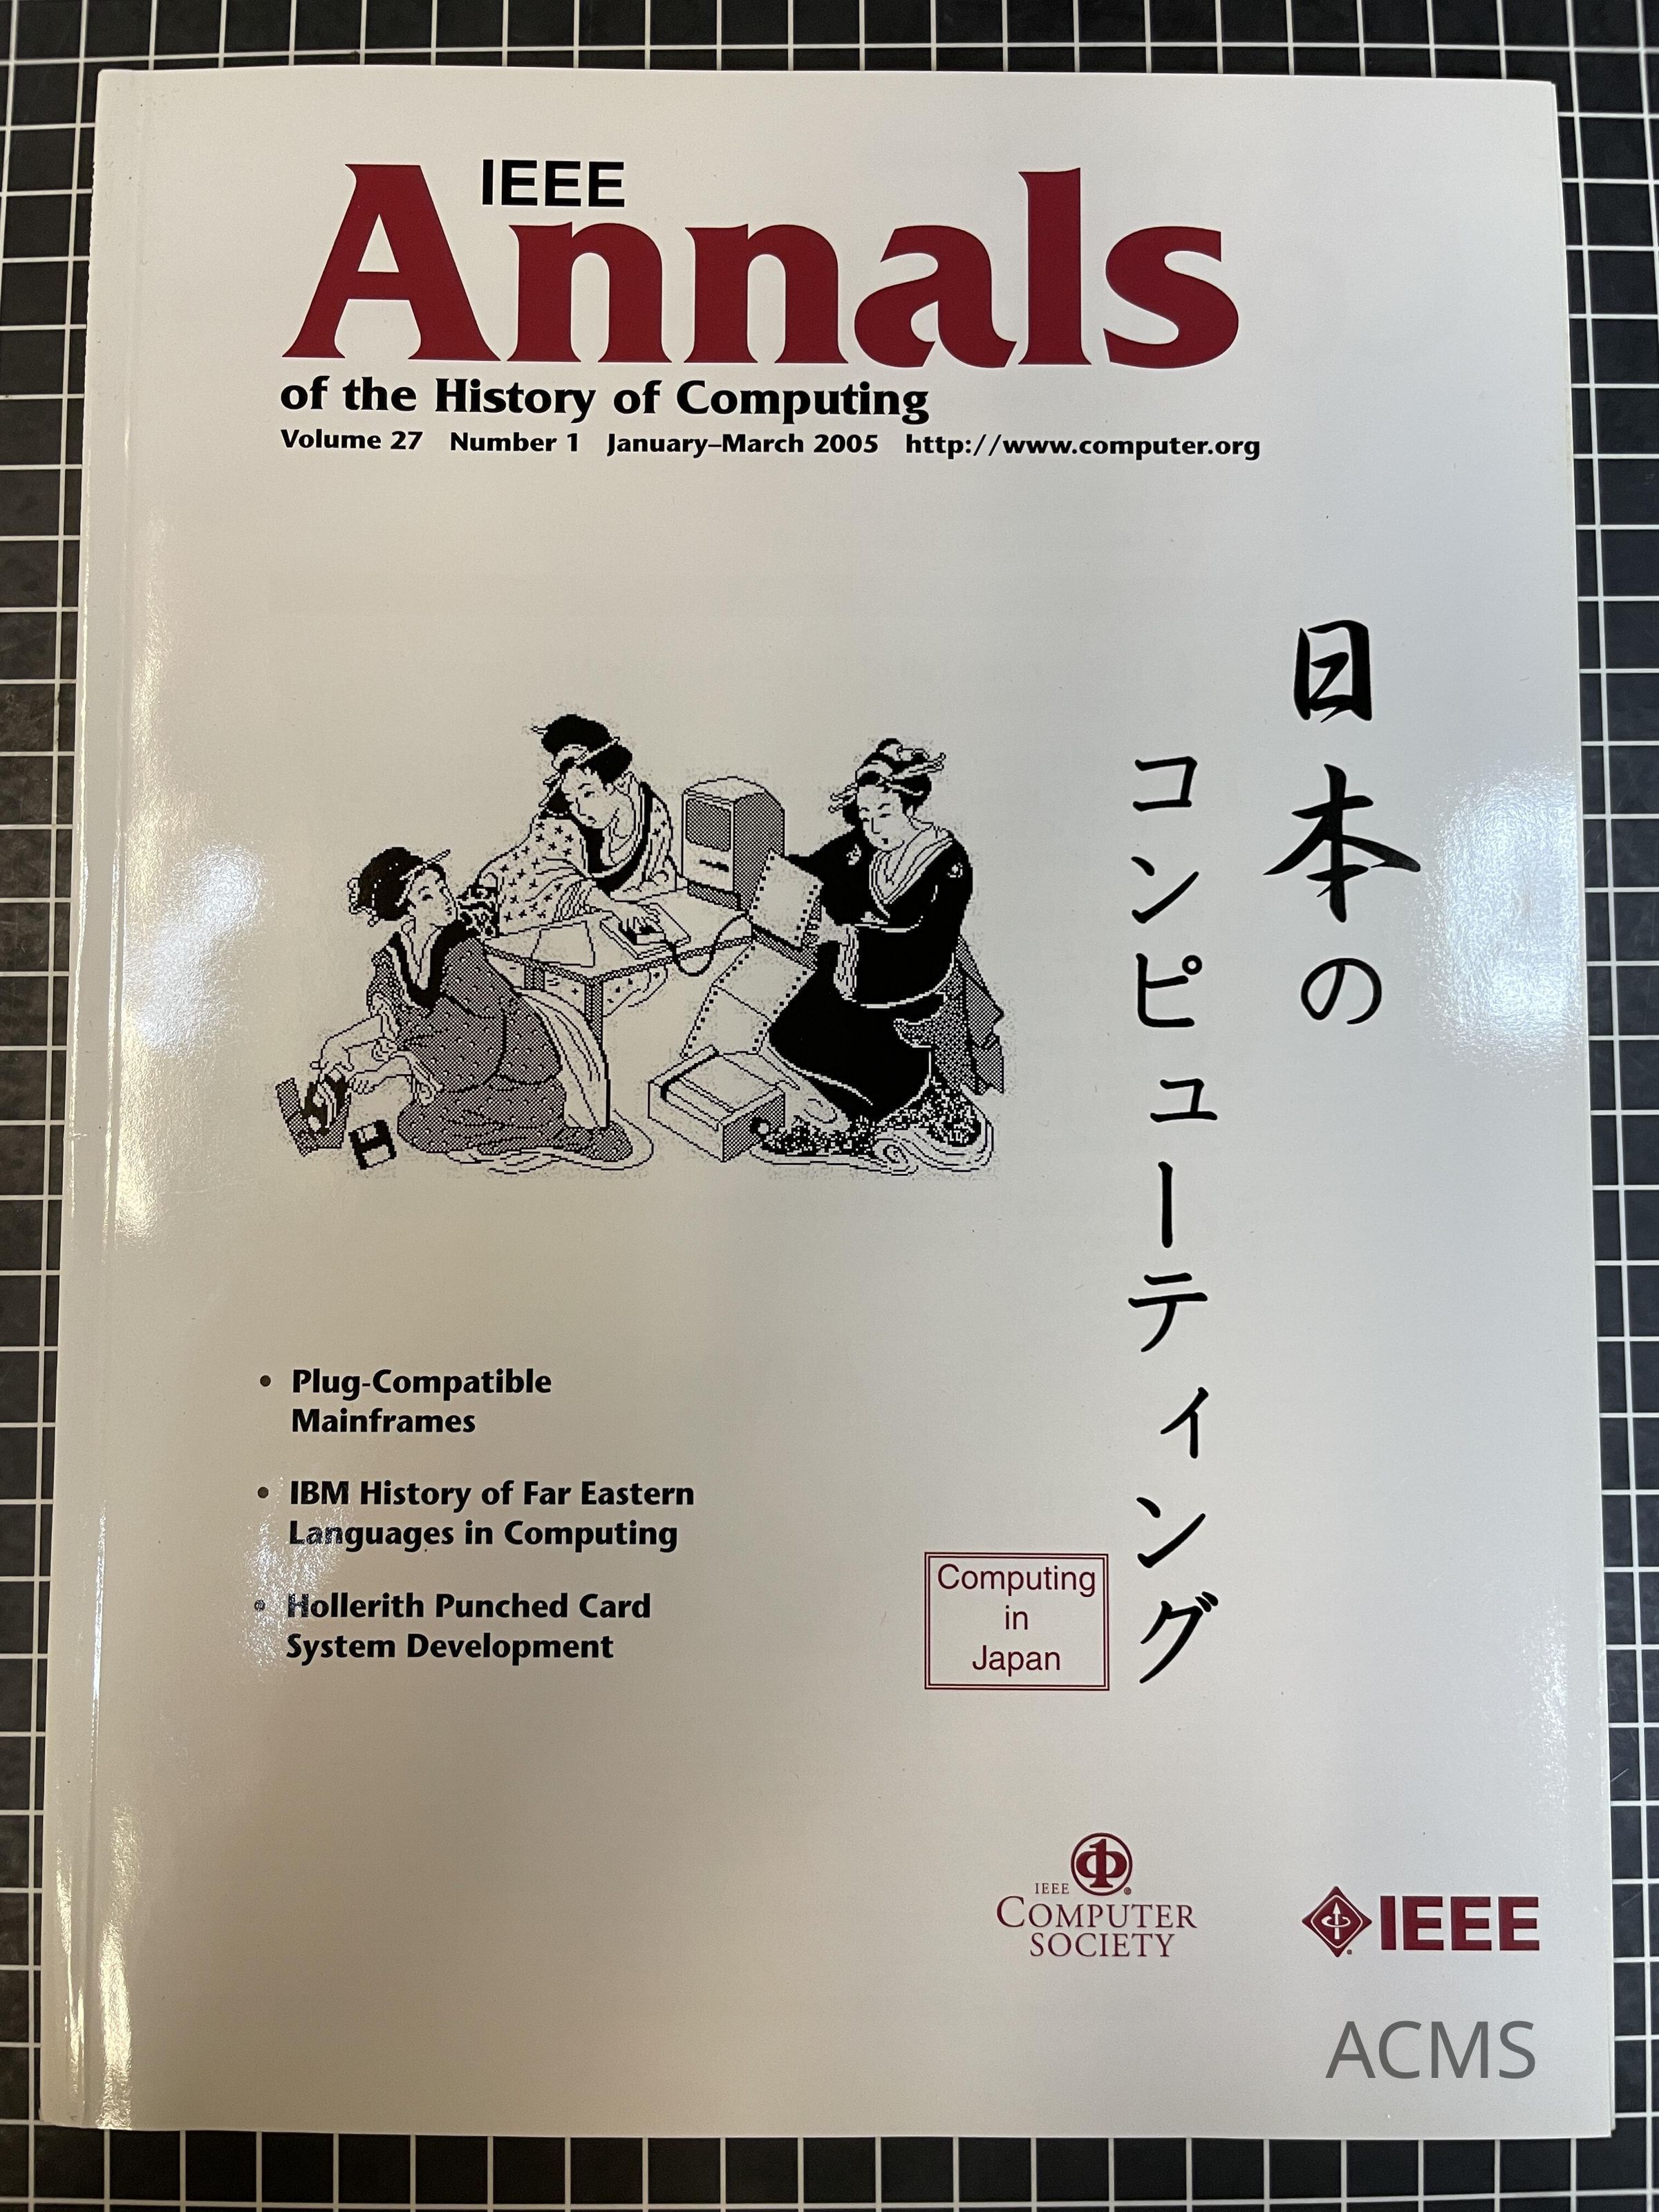 IEEE
Annals
of the History of Computing
Volume 27 Number 1 January–March 2005 http://www.computer.org
日本の
コンピューティング
• Plug-Compatible
Mainframes
• IBM History of Far Eastern
Languages in Computing
• Hollerith Punched Card
System Development
Computing
in
Japan
IEEE
COMPUTER
SOCIETY
IEEE
ACMS